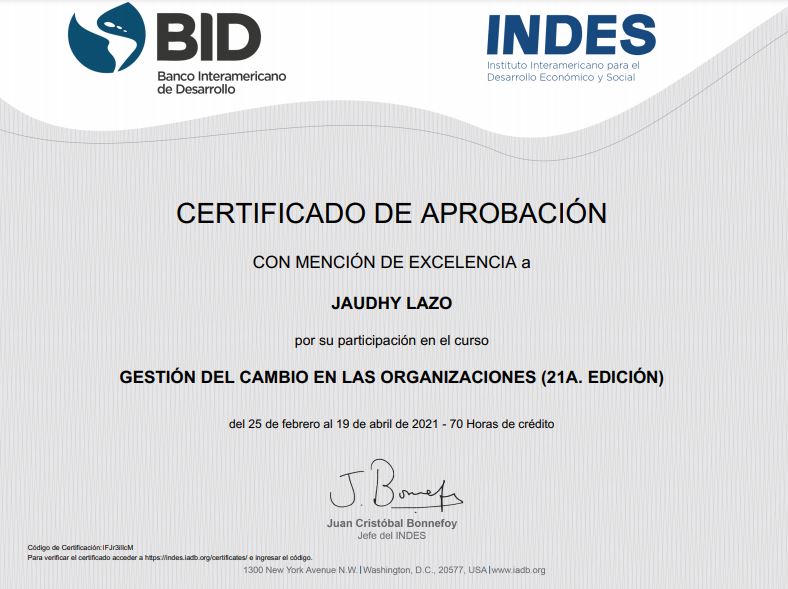 BID
Banco Interamericano
de Desarrollo
INDES
Instituto Interamericano para el
Desarrollo Económico y Social
CERTIFICADO DE APROBACIÓN
CON MENCIÓN DE EXCELENCIA a
JAUDHY LAZO
por su participación en el curso
GESTIÓN DEL CAMBIO EN LAS ORGANIZACIONES (21A. EDICIÓN)
del 25 de febrero al 19 de abril de 2021 - 70 Horas de crédito
J. Bonnefoy
Juan Cristóbal Bonnefoy
Jefe del INDES
Para verificar el certificado acceder a https://indes.iadb.org/certificates/ e ingresar el código.
Código de Certificación:
1300 New York Avenue N.W. | Washington, D.C., 20577, USA | www.iadb.org